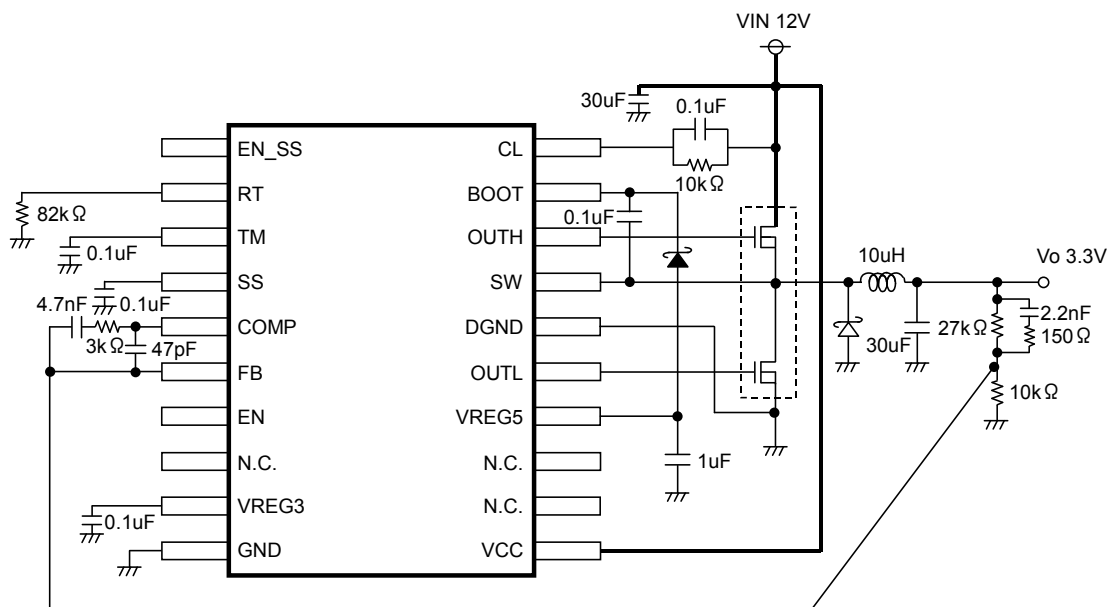 VIN 12V
30uF
0.1uF
10kΩ
EN_SS
RT
TM
SS
COMP
FB
EN
N.C.
VREG3
GND
CL
BOOT
OUTH
SW
DGND
OUTL
VREG5
N.C.
N.C.
VCC
82kΩ
0.1uF
0.1uF
4.7nF
3kΩ
47pF
0.1uF
0.1uF
1uF
10uH
Vo 3.3V
30uF
27kΩ
2.2nF
150Ω
10kΩ